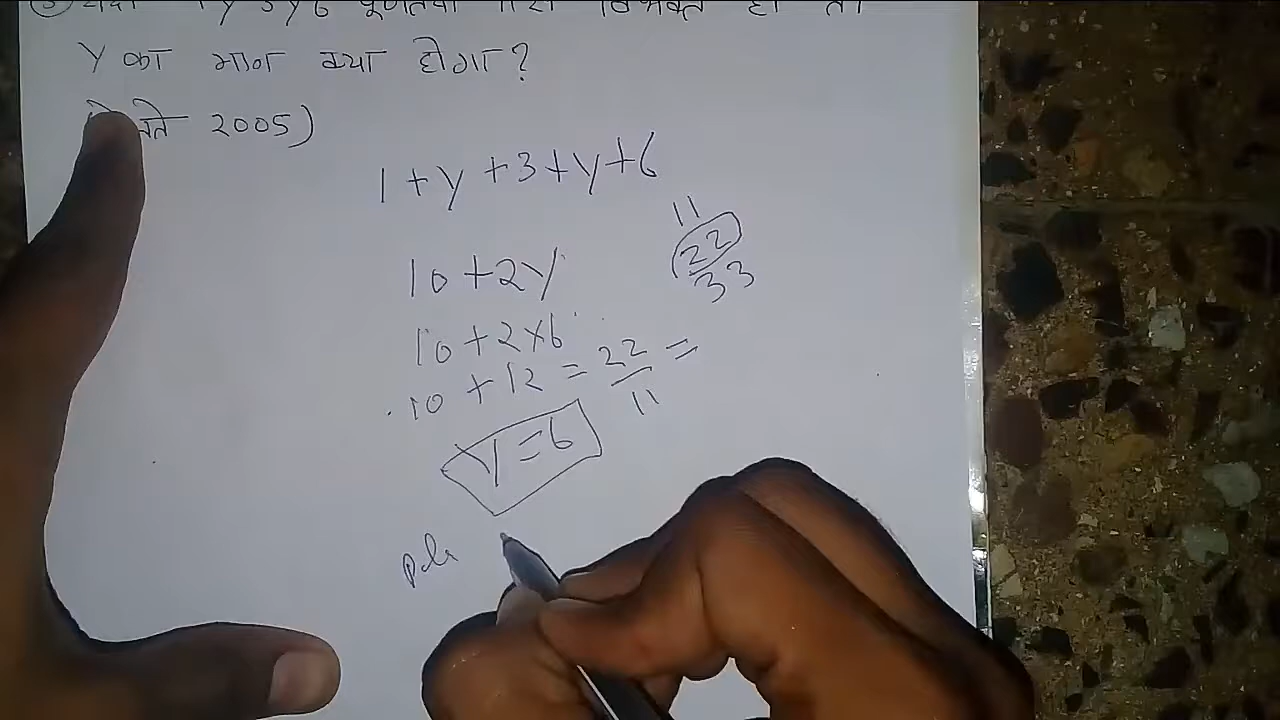 Y का मान क्या होगा?
2005)
1+y+3+y+6
11
22
33
10+2y
10+2×6
10+12 = 22/11 =
Y=6